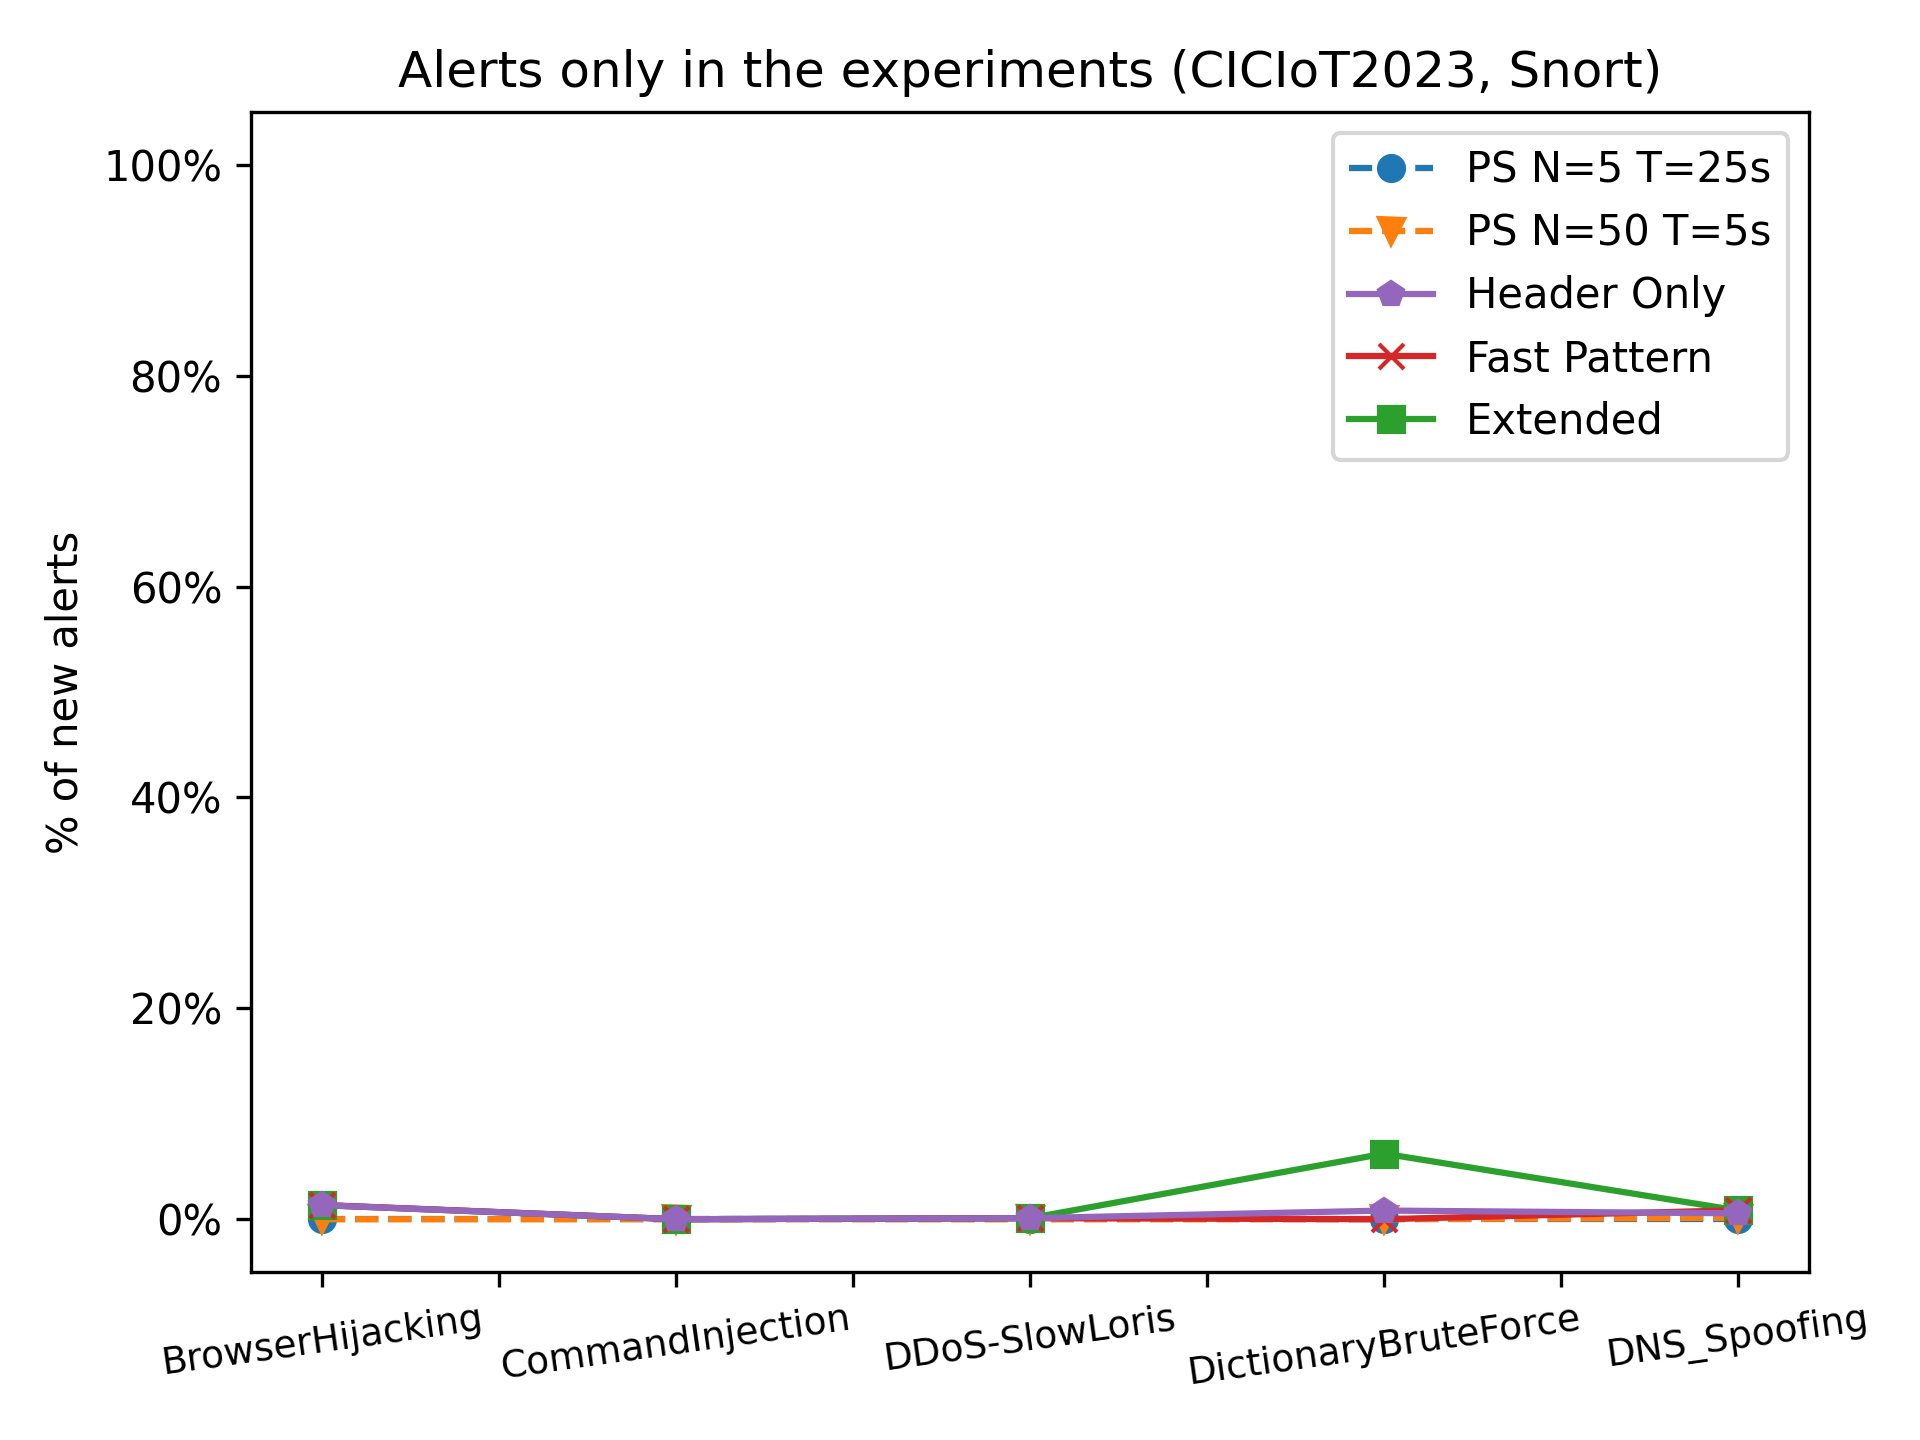 Alerts only in the experiments (CICIoT2023, Snort)
100%
80%
60%
40%
20%
0%
% of new alerts
PS N=5 T=25s
PS N=50 T=5s
Header Only
Fast Pattern
Extended
BrowserHijacking
CommandInjection
DDoS-SlowLoris
DictionaryBruteForce
DNS_Spoofing